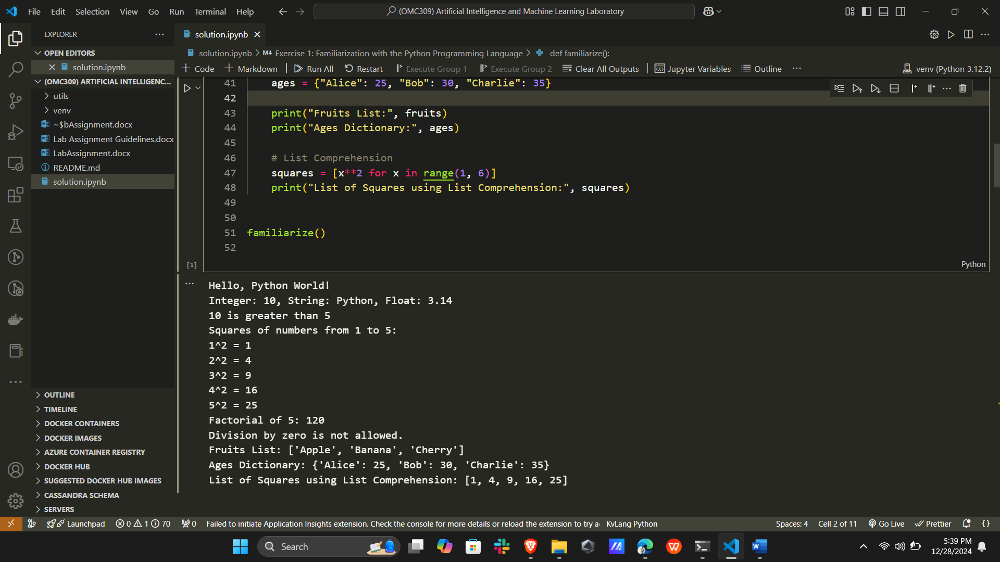 File Edit Selection View Go Run Terminal Help
(OMC309) Artificial Intelligence and Machine Learning Laboratory
EXPLORER
OPEN EDITORS
solution.ipynb
(OMC309) ARTIFICIAL INTELLIGENC...
utils
venv
~$bAssignment.docx
Lab Assignment Guidelines.docx
LabAssignment.docx
README.md
solution.ipynb
OUTLINE
TIMELINE
DOCKER CONTAINERS
DOCKER IMAGES
AZURE CONTAINER REGISTRY
DOCKER HUB
SUGGESTED DOCKER HUB IMAGES
CASSANDRA SCHEMA
SERVERS
solution.ipynb
solution.ipynb > M↓ Exercise 1: Familiarization with the Python Programming Language > def familiarize():
+ Code + Markdown | Run All Restart Execute Group 1 Execute Group 2 Clear All Outputs | Jupyter Variables Outline ... venv (Python 3.12.2)
41 ages = {"Alice": 25, "Bob": 30, "Charlie": 35}
42
43 print("Fruits List:", fruits)
44 print("Ages Dictionary:", ages)
45
46 # List Comprehension
47 squares = [x**2 for x in range(1, 6)]
48 print("List of Squares using List Comprehension:", squares)
49
50
51 familiarize()
52
[1]
Python
Hello, Python World!
Integer: 10, String: Python, Float: 3.14
10 is greater than 5
Squares of numbers from 1 to 5:
1^2 = 1
2^2 = 4
3^2 = 9
4^2 = 16
5^2 = 25
Factorial of 5: 120
Division by zero is not allowed.
Fruits List: ['Apple', 'Banana', 'Cherry']
Ages Dictionary: {'Alice': 25, 'Bob': 30, 'Charlie': 35}
List of Squares using List Comprehension: [1, 4, 9, 16, 25]
Launchpad 0 1 70 0 Failed to initiate Application Insights extension. Check the console for more details or reload the extension to try a KvLang Python Spaces: 4 Cell 2 of 11 Go Live Prettier {}
Search
5:39 PM
12/28/2024